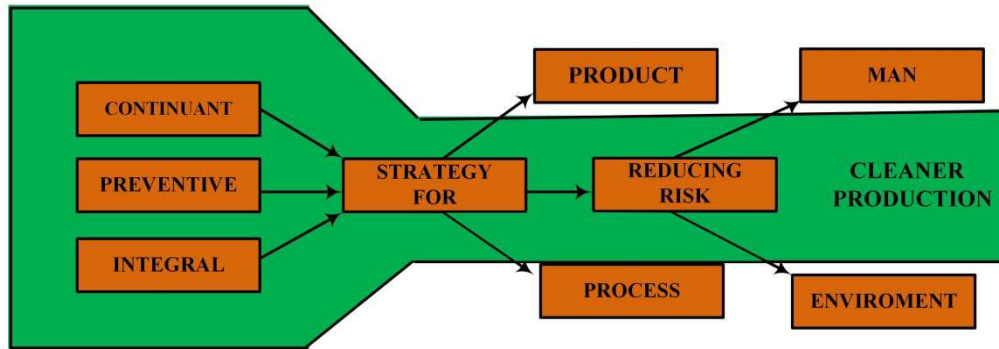 CONTINUANT
PREVENTIVE
INTEGRAL
STRATEGY
FOR
PRODUCT
PROCESS
REDUCING
RISK
MAN
ENVIROMENT
CLEANER
PRODUCTION